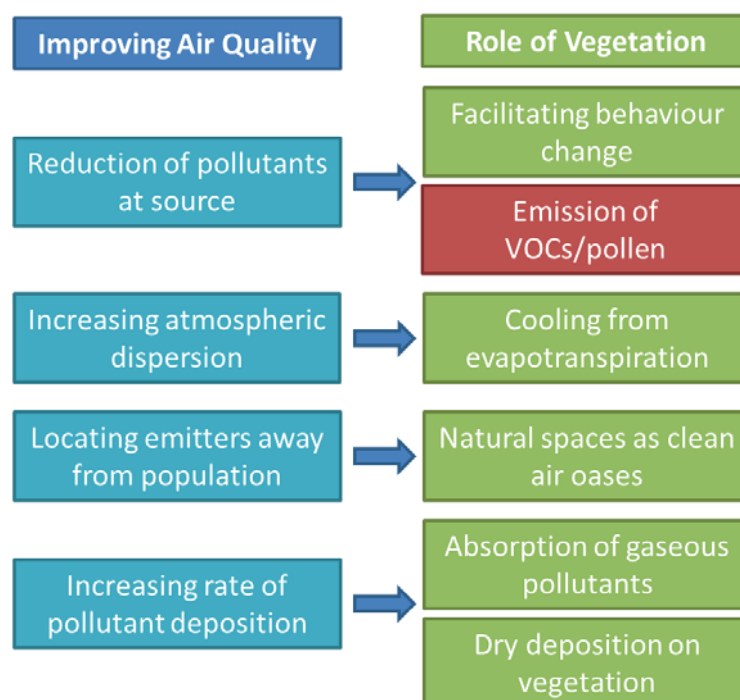 Improving Air Quality
Role of Vegetation
Reduction of pollutants
at source
Facilitating behaviour
change
Emission of
VOCs/pollen
Increasing atmospheric
dispersion
Cooling from
evapotranspiration
Locating emitters away
from population
Natural spaces as clean
air oases
Increasing rate of
pollutant deposition
Absorption of gaseous
pollutants
Dry deposition on
vegetation